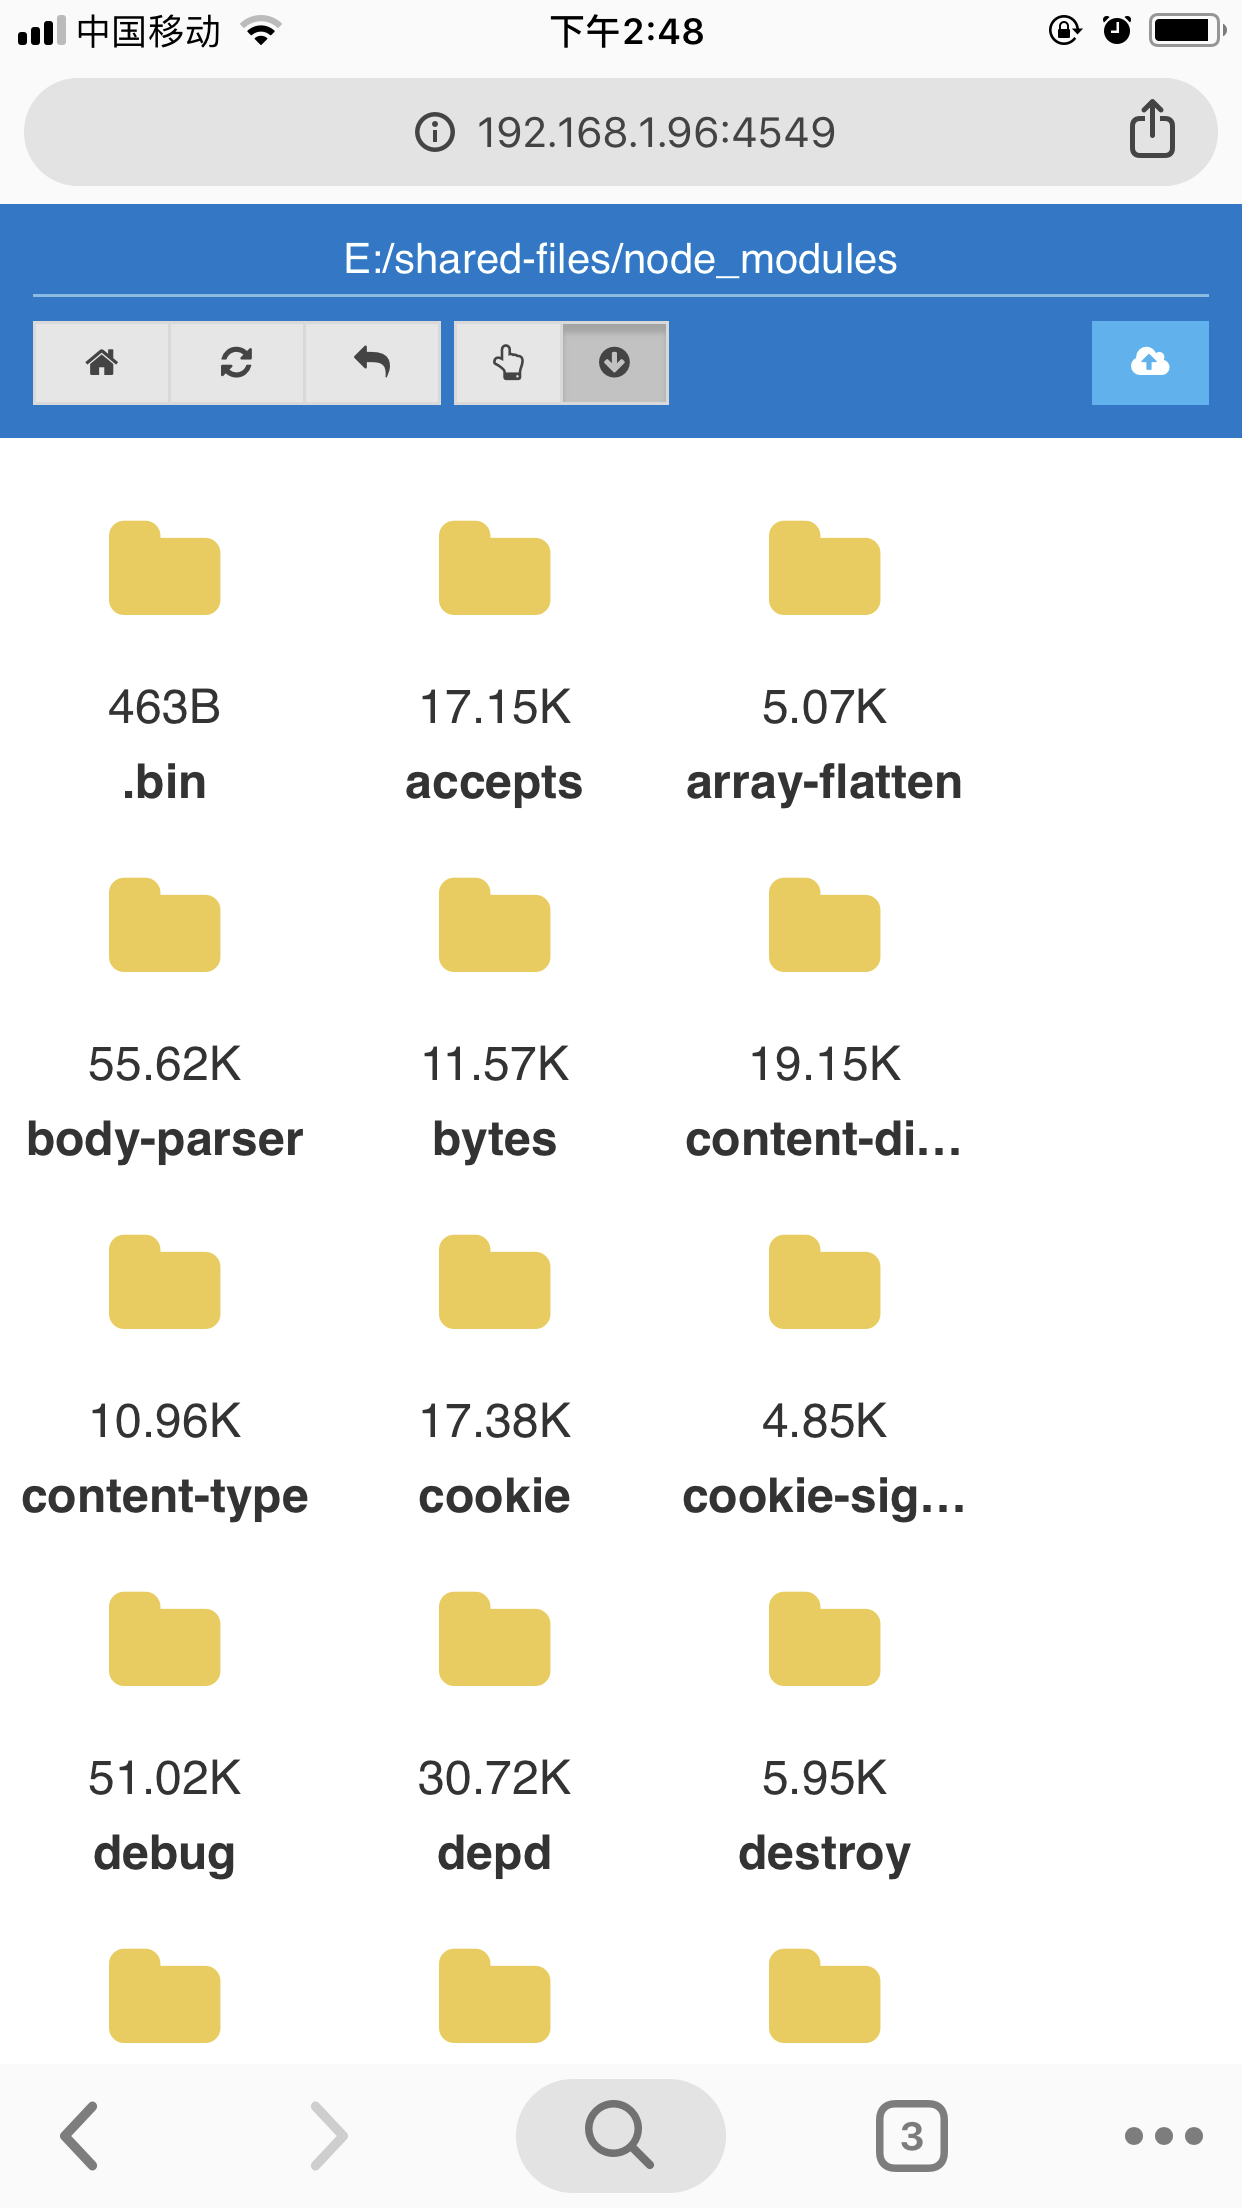 中国移动 下午2:48
192.168.1.96:4549
E:/shared-files/node_modules
463B 17.15K 5.07K
.bin accepts array-flatten
55.62K 11.57K 19.15K
body-parser bytes content-di...
10.96K 17.38K 4.85K
content-type cookie cookie-sig...
51.02K 30.72K 5.95K
debug depd destroy
3